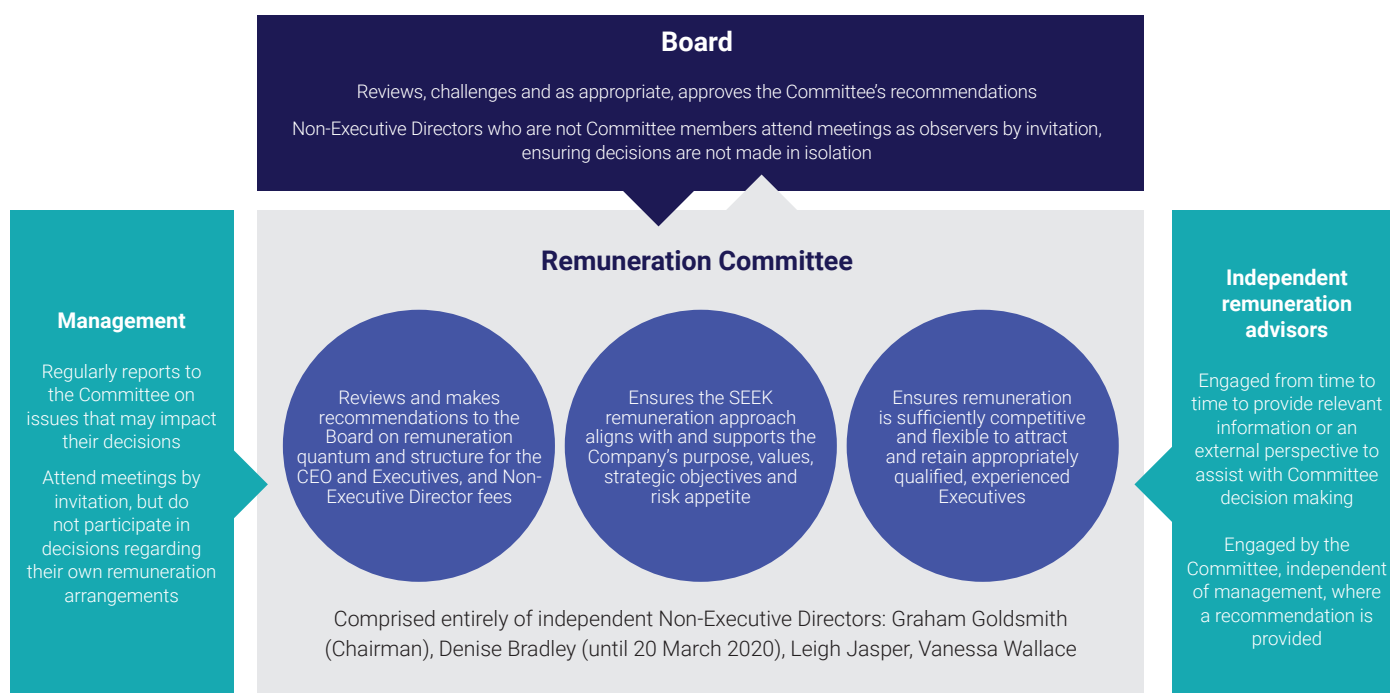 Board
Reviews, challenges and as appropriate, approves the Committee's recommendations
Non-Executive Directors who are not Committee members attend meetings as observers by invitation,
ensuring decisions are not made in isolation
Management
Regularly reports to
the Committee on
issues that may impact
their decisions
Attend meetings by
invitation, but do
not participate in
decisions regarding
their own remuneration
arrangements
Remuneration Committee
Reviews and makes
recommendations to the
Board on remuneration
quantum and structure for the
CEO and Executives, and Non-
Executive Director fees
Ensures the SEEK
remuneration approach
aligns with and supports the
Company's purpose, values,
strategic objectives and
risk appetite
Ensures remuneration
is sufficiently competitive
and flexible to attract
and retain appropriately
qualified, experienced
Executives
Comprised entirely of independent Non-Executive Directors: Graham Goldsmith
(Chairman), Denise Bradley (until 20 March 2020), Leigh Jasper, Vanessa Wallace
Independent
remuneration
advisors
Engaged from time to
time to provide relevant
information or an
external perspective to
assist with Committee
decision making
Engaged by the
Committee, independent
of management, where
a recommendation is
provided